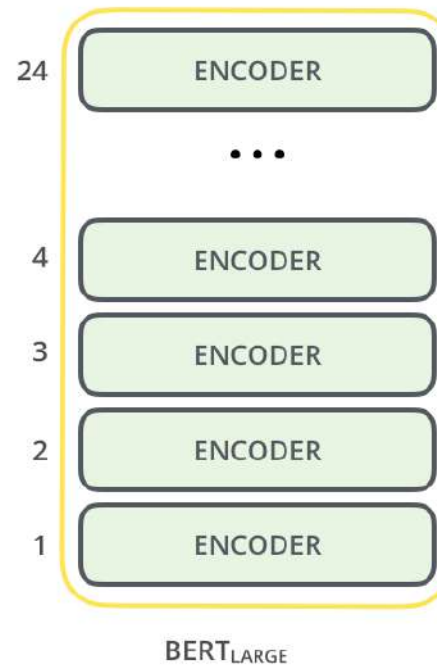 24 ENCODER
...
4 ENCODER
3 ENCODER
2 ENCODER
1 ENCODER
BERTLARGE